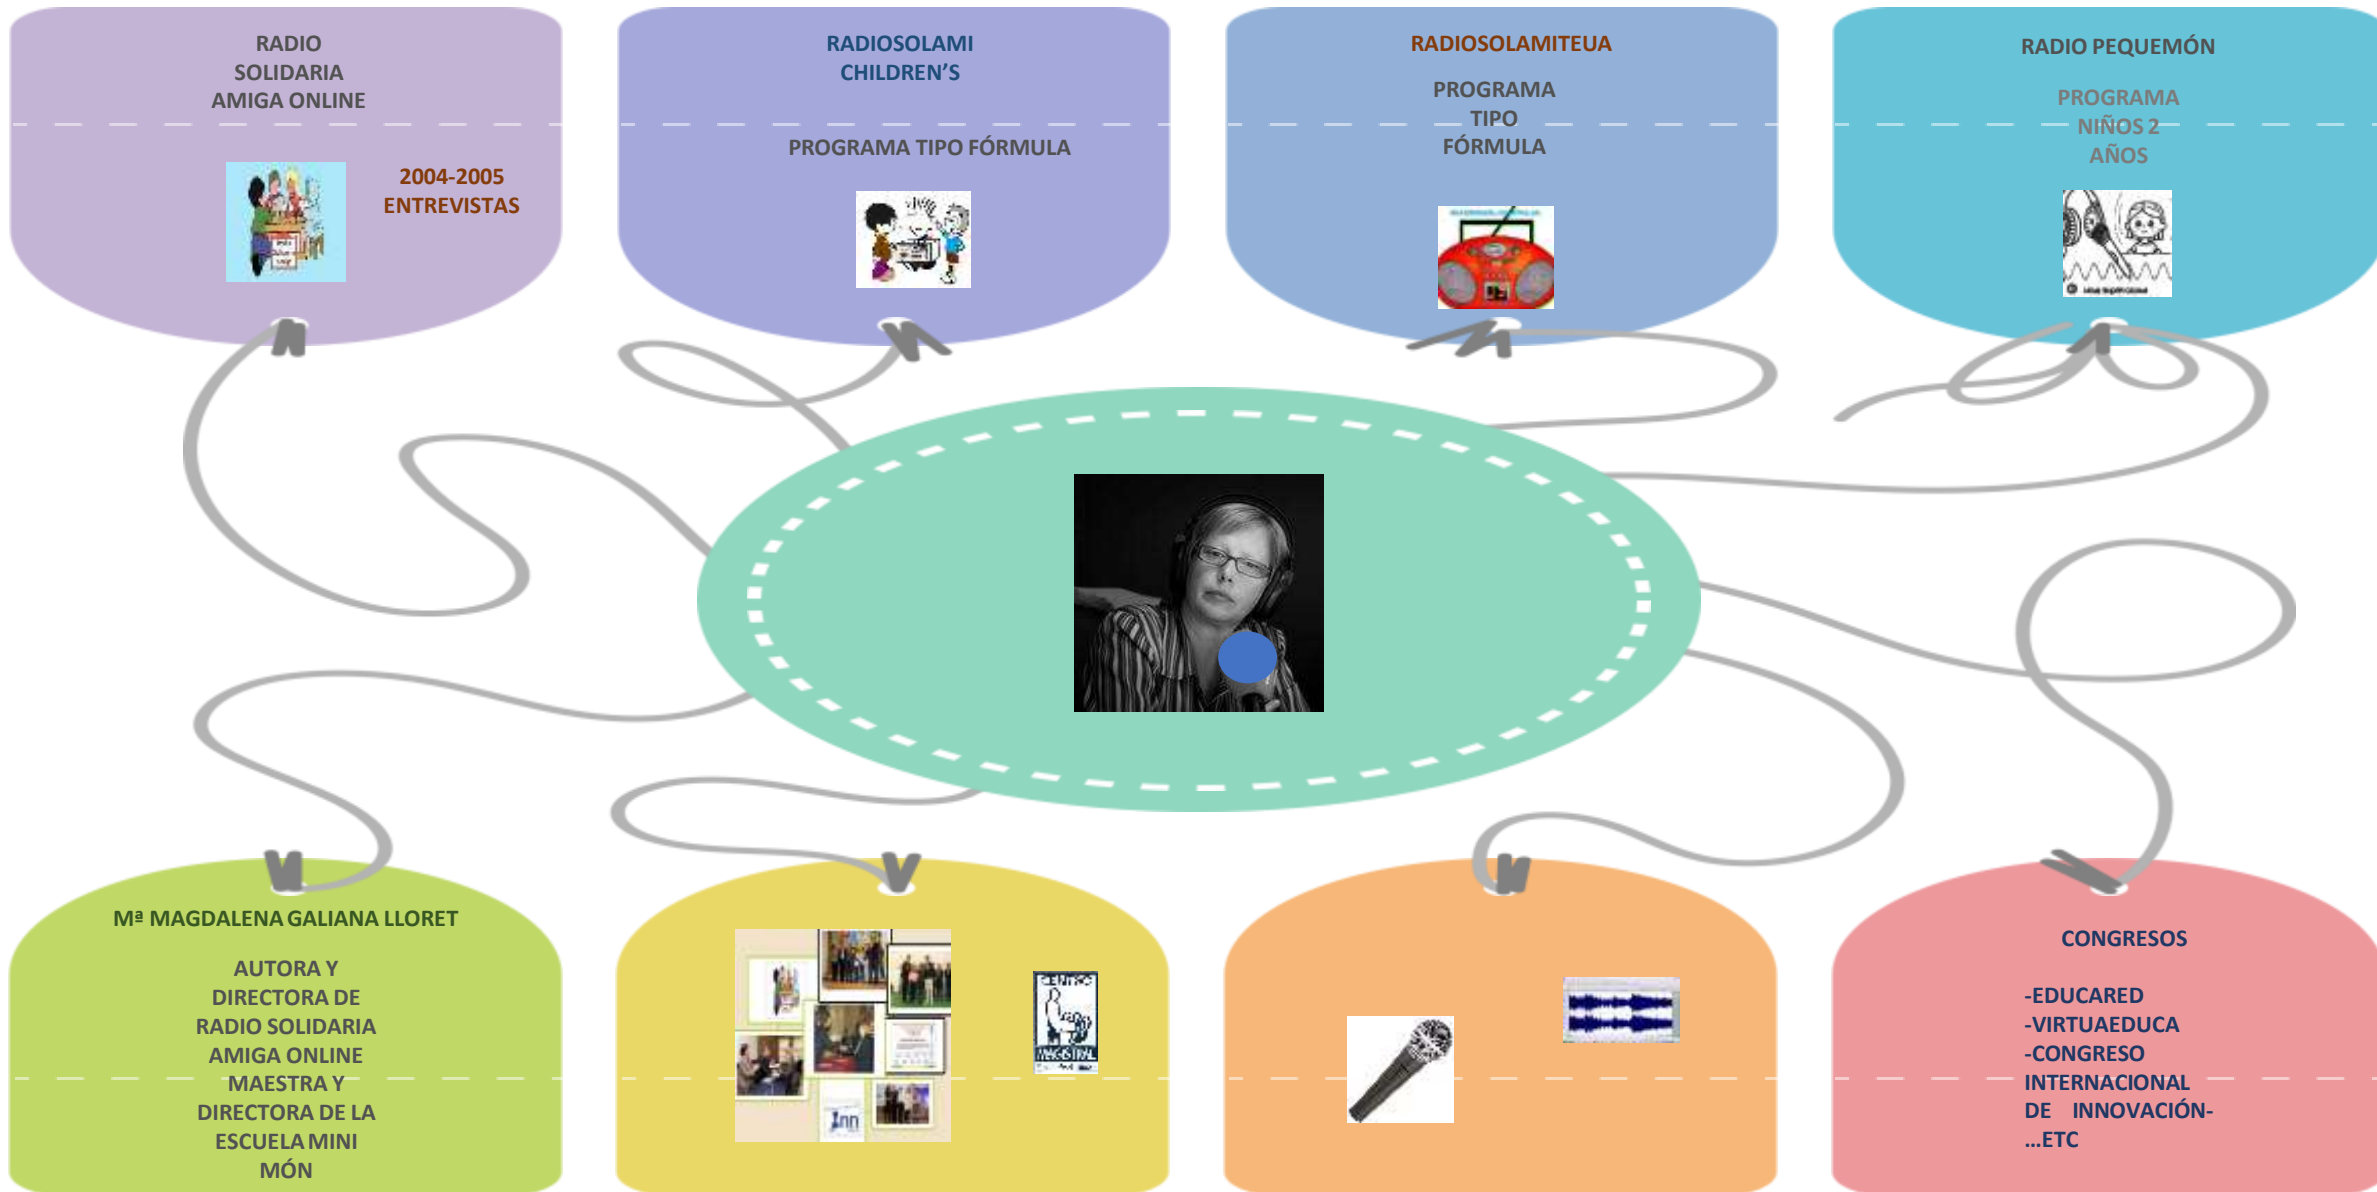 RADIO
SOLIDARIA
AMIGA ONLINE
2004-2005
ENTREVISTAS
RADIOSOLAMI
CHILDREN'S
PROGRAMA TIPO FÓRMULA
RADIOSOLAMITEUA
PROGRAMA
TIPO
FÓRMULA
RADIO PEQUEMÓN
PROGRAMA
NIÑOS 2
AÑOS
Mª MAGDALENA GALIANA LLORET
AUTORA Y
DIRECTORA DE
RADIO SOLIDARIA
AMIGA ONLINE
MAESTRA Y
DIRECTORA DE LA
ESCUELA MINI
MÓN
Inn
CENTRO
MAGISTRAL
CONGRESOS
-EDUCARED
-VIRTUAEDUCA
-CONGRESO
INTERNACIONAL
DE INNOVACIÓN-
...ETC